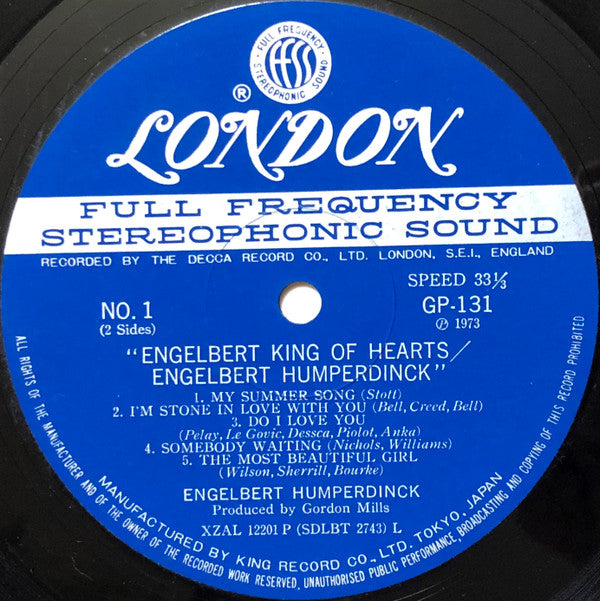 FULL FREQUENCY
ffss
STEREOPHONIC SOUND
® LONDON
FULL FREQUENCY
STEREOPHONIC SOUND
RECORDED BY THE DECCA RECORD CO., LTD. LONDON, S.E.I., ENGLAND
SPEED 33⅓
NO. 1
GP-131
(2 Sides)
℗ 1973
"ENGELBERT KING OF HEARTS/
ENGELBERT HUMPERDINCK"
1. MY SUMMER SONG (Stott)
2. I'M STONE IN LOVE WITH YOU (Bell, Creed, Bell)
3. DO I LOVE YOU
(Pelay, Le Govic, Dessca, Piolot, Anka)
4. SOMEBODY WAITING (Nichols, Williams)
5. THE MOST BEAUTIFUL GIRL
(Wilson, Sherrill, Bourke)
ENGELBERT HUMPERDINCK
Produced by Gordon Mills
XZAL 12201 P (SDLBT 2743) L
MANUFACTURED BY KING RECORD CO., LTD. TOKYO, JAPAN
ALL RIGHTS OF THE MANUFACTURER AND OF THE OWNER OF THE RECORDED WORK RESERVED, UNAUTHORISED PUBLIC PERFORMANCE, BROADCASTING AND COPYING OF THIS RECORD PROHIBITED